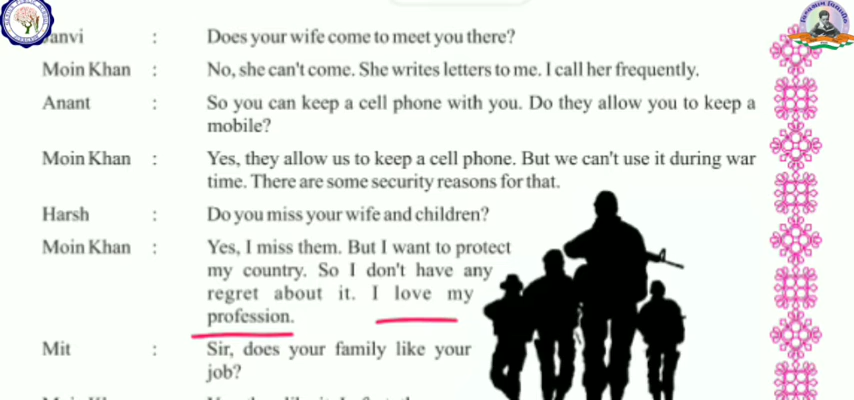 Janvi : Does your wife come to meet you there?
Moin Khan : No, she can't come. She writes letters to me. I call her frequently.
Anant : So you can keep a cell phone with you. Do they allow you to keep a
mobile?
Moin Khan : Yes, they allow us to keep a cell phone. But we can't use it during war
time. There are some security reasons for that.
Harsh : Do you miss your wife and children?
Moin Khan : Yes, I miss them. But I want to protect
my country. So I don't have any
regret about it. I love my
profession.
Mit : Sir, does your family like your
job?